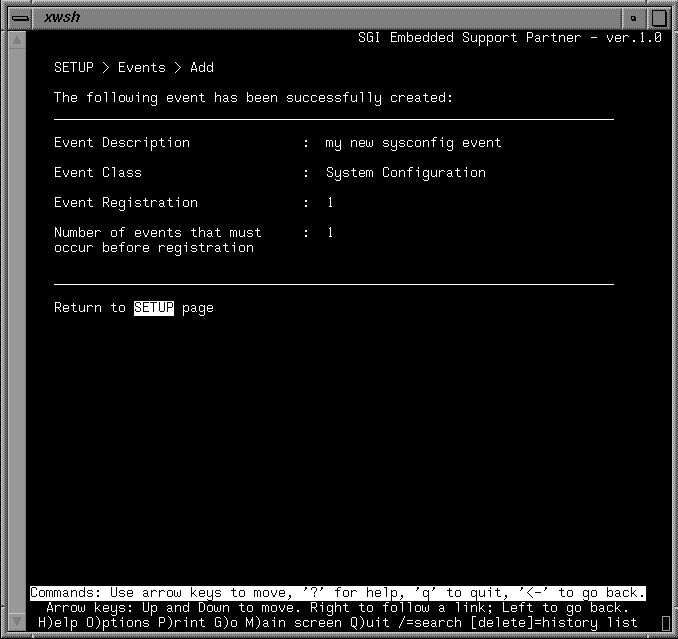 xwsh
SGI Embedded Support Partner - ver.1.0
SETUP > Events > Add
The following event has been successfully created:
Event Description : my new sysconfig event
Event Class : System Configuration
Event Registration : 1
Number of events that must : 1
occur before registration
Return to SETUP page
Commands: Use arrow keys to move, '?' for help, 'q' to quit, '<-' to go back.
Arrow keys: Up and Down to move. Right to follow a link; Left to go back.
H)elp O)ptions P)rint G)o M)ain screen Q)uit /=search [delete]=history list